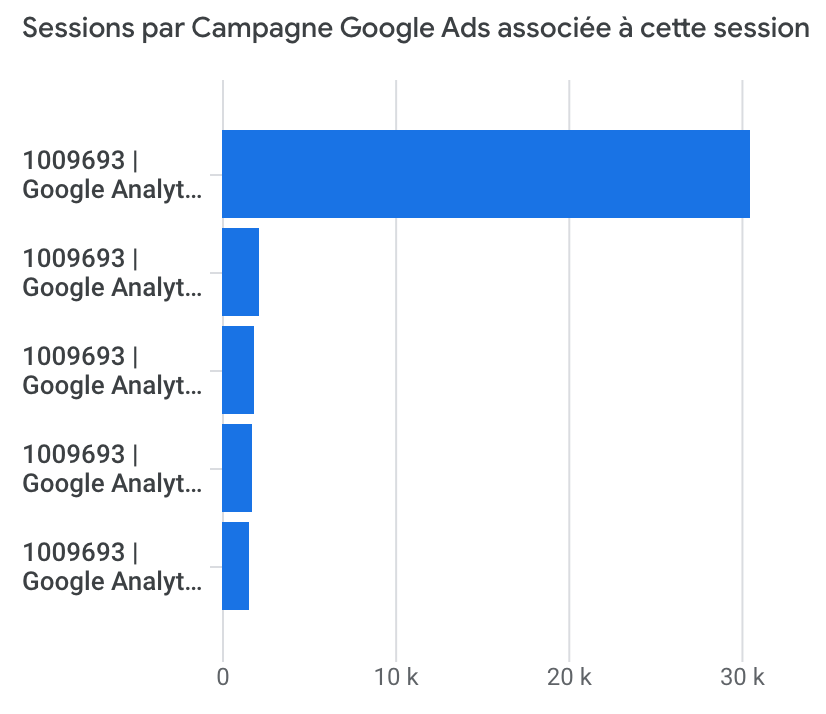 Sessions par Campagne Google Ads associée à cette session
1009693 |
Google Analyt...
1009693 |
Google Analyt...
1009693 |
Google Analyt...
1009693 |
Google Analyt...
1009693 |
Google Analyt...
0 10 k 20 k 30 k